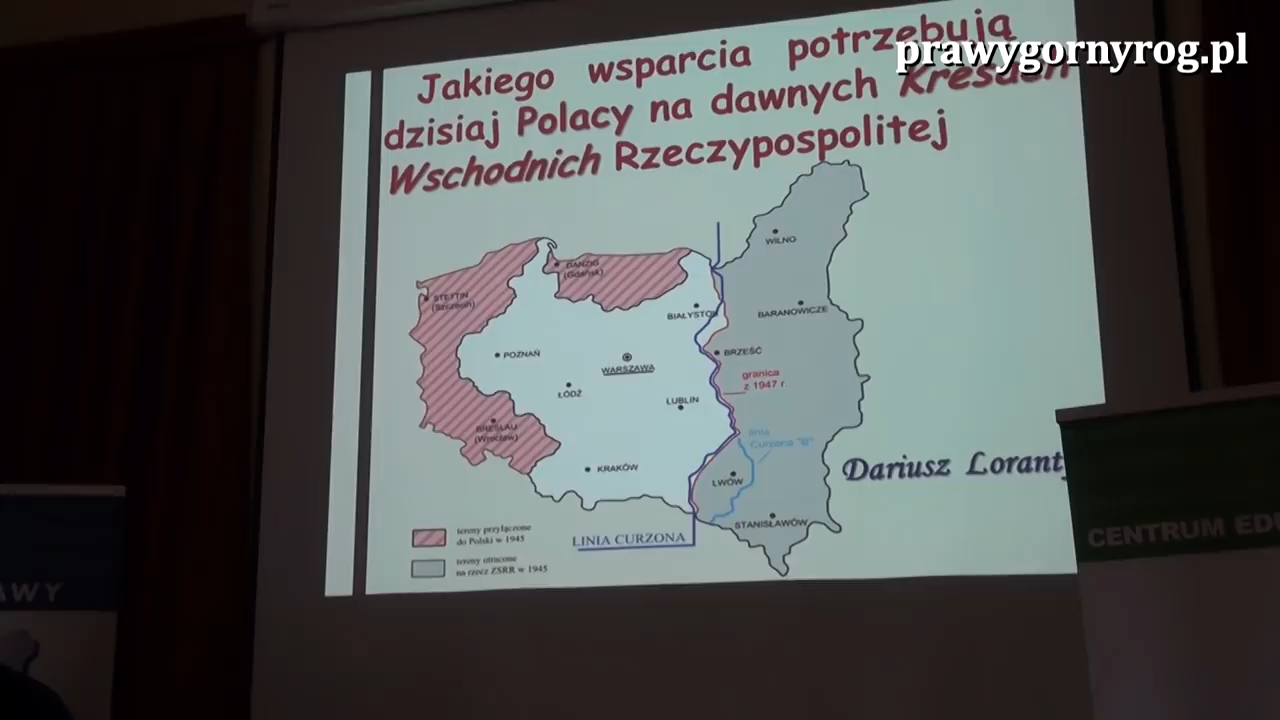 prawygornyrog.pl
Jakiego wsparcia potrzebują
dzisiaj Polacy na dawnych Kresach
Wschodnich Rzeczypospolitej
WILNO
DANZIG
(Gdańsk)
STETTIN
(Szczecin)
BIAŁYSTOK
BARANOWICZE
POZNAŃ
WARSZAWA
BRZEŚĆ
granica
z 1947 r.
ŁÓDŹ
LUBLIN
BRESLAU
(Wrocław)
linia
Curzona "B"
KRAKÓW
LWÓW
Dariusz Lorant
STANISŁAWÓW
LINIA CURZONA
tereny przyłączone
do Polski w 1945
tereny utracone
na rzecz ZSRR w 1945
CENTRUM ED
AWY